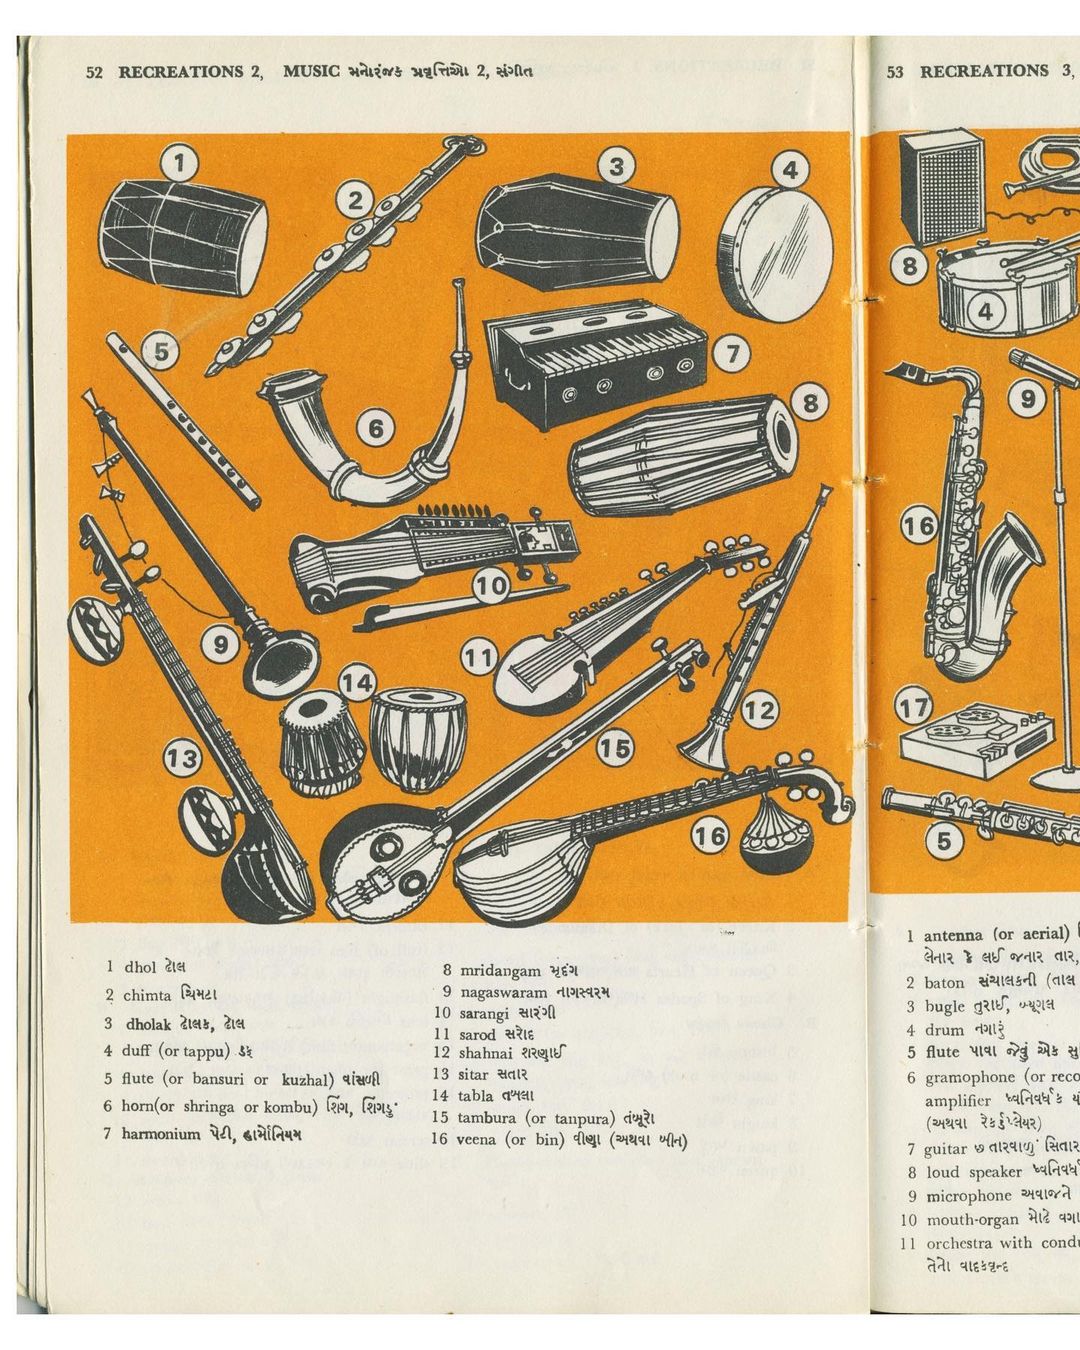 52 RECREATIONS 2, MUSIC મનોરંજક પ્રવૃત્તિઓ 2, સંગીત
1
2
3
4
5
6
7
8
9
10
11
12
13
14
15
16
1 dhol ઢોલ
2 chimta ચિમટા
3 dholak ઢોલક, ઢોલ
4 duff (or tappu) ડફ
5 flute (or bansuri or kuzhal) વાંસળી
6 horn(or shringa or kombu) શિંગ, શિંગડું
7 harmonium પેટી, હાર્મોનિયમ
8 mridangam મૃદંગ
9 nagaswaram નાગસ્વરમ
10 sarangi સારંગી
11 sarod સરોદ
12 shahnai શરણાઈ
13 sitar સતાર
14 tabla તબલા
15 tambura (or tanpura) તંબૂરો
16 veena (or bin) વીણા (અથવા બીન)
53 RECREATIONS 3,
8
4
9
16
17
5
1 antenna (or aerial)
લેનાર કે લઈ જનાર તાર,
2 baton સંચાલકની (તાલ
3 bugle તુરાઈ, બ્યૂગલ
4 drum નગારું
5 flute પાવા જેવું એક
6 gramophone (or
amplifier ધ્વનિવર્ધક
(અથવા રેકર્ડપ્લેયર)
7 guitar ૭ તારવાળું સિતાર
8 loud speaker
9 microphone અવાજને
10 mouth-organ મોઢે
11 orchestra with
તેનો વાદકવૃન્દ